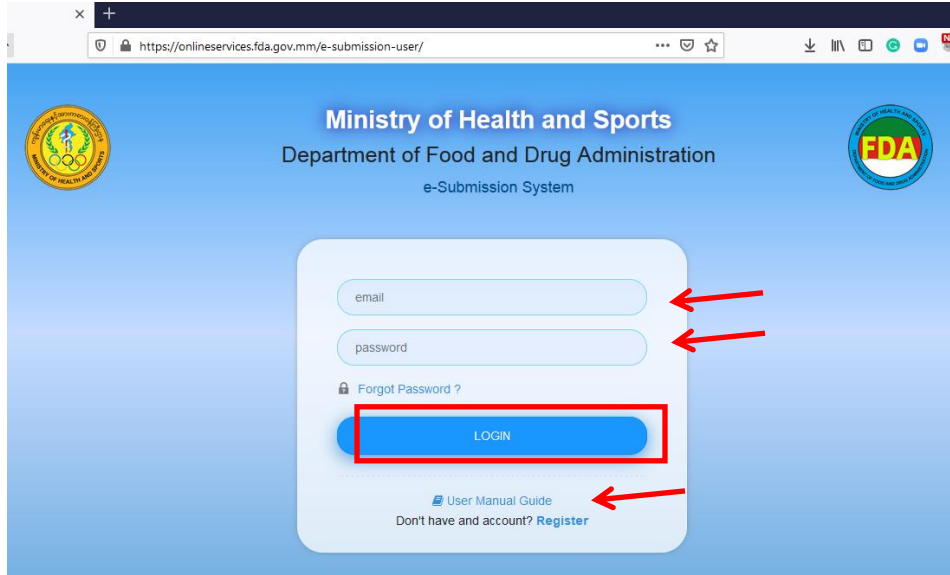 https://onlineservices.fda.gov.mm/e-submission-user/
Ministry of Health and Sports
Department of Food and Drug Administration
e-Submission System
FDA
email
password
Forgot Password ?
LOGIN
User Manual Guide
Don't have and account? Register